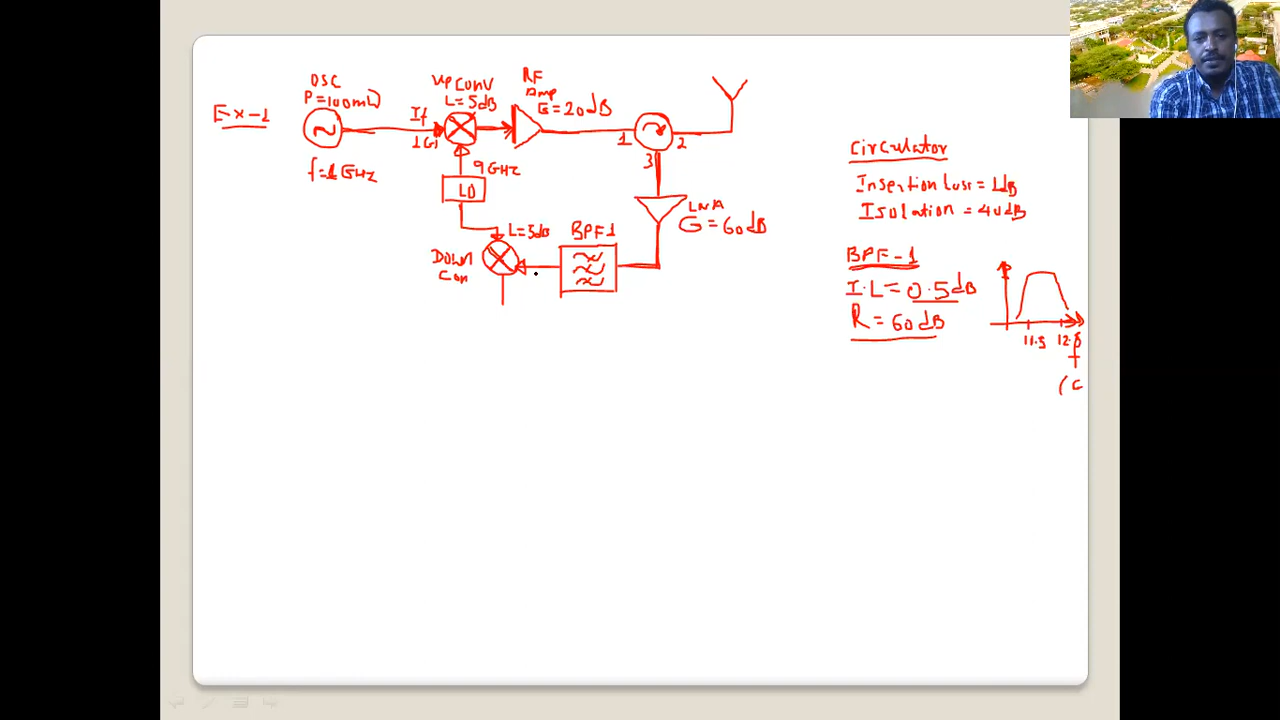 Ex-1
OSC
P=100mW
f=1GHz
If
1G
Up Conv
L=5dB
RF
Amp
G=20dB
9GHz
LO
1
2
3
LNA
G=60dB
BPF1
L=5dB
Down
Con
Circulator
Insertion Loss=1dB
Isolation=40dB
BPF-1
I.L=0.5dB
R=60dB
P
11.5
12.5
f
(G